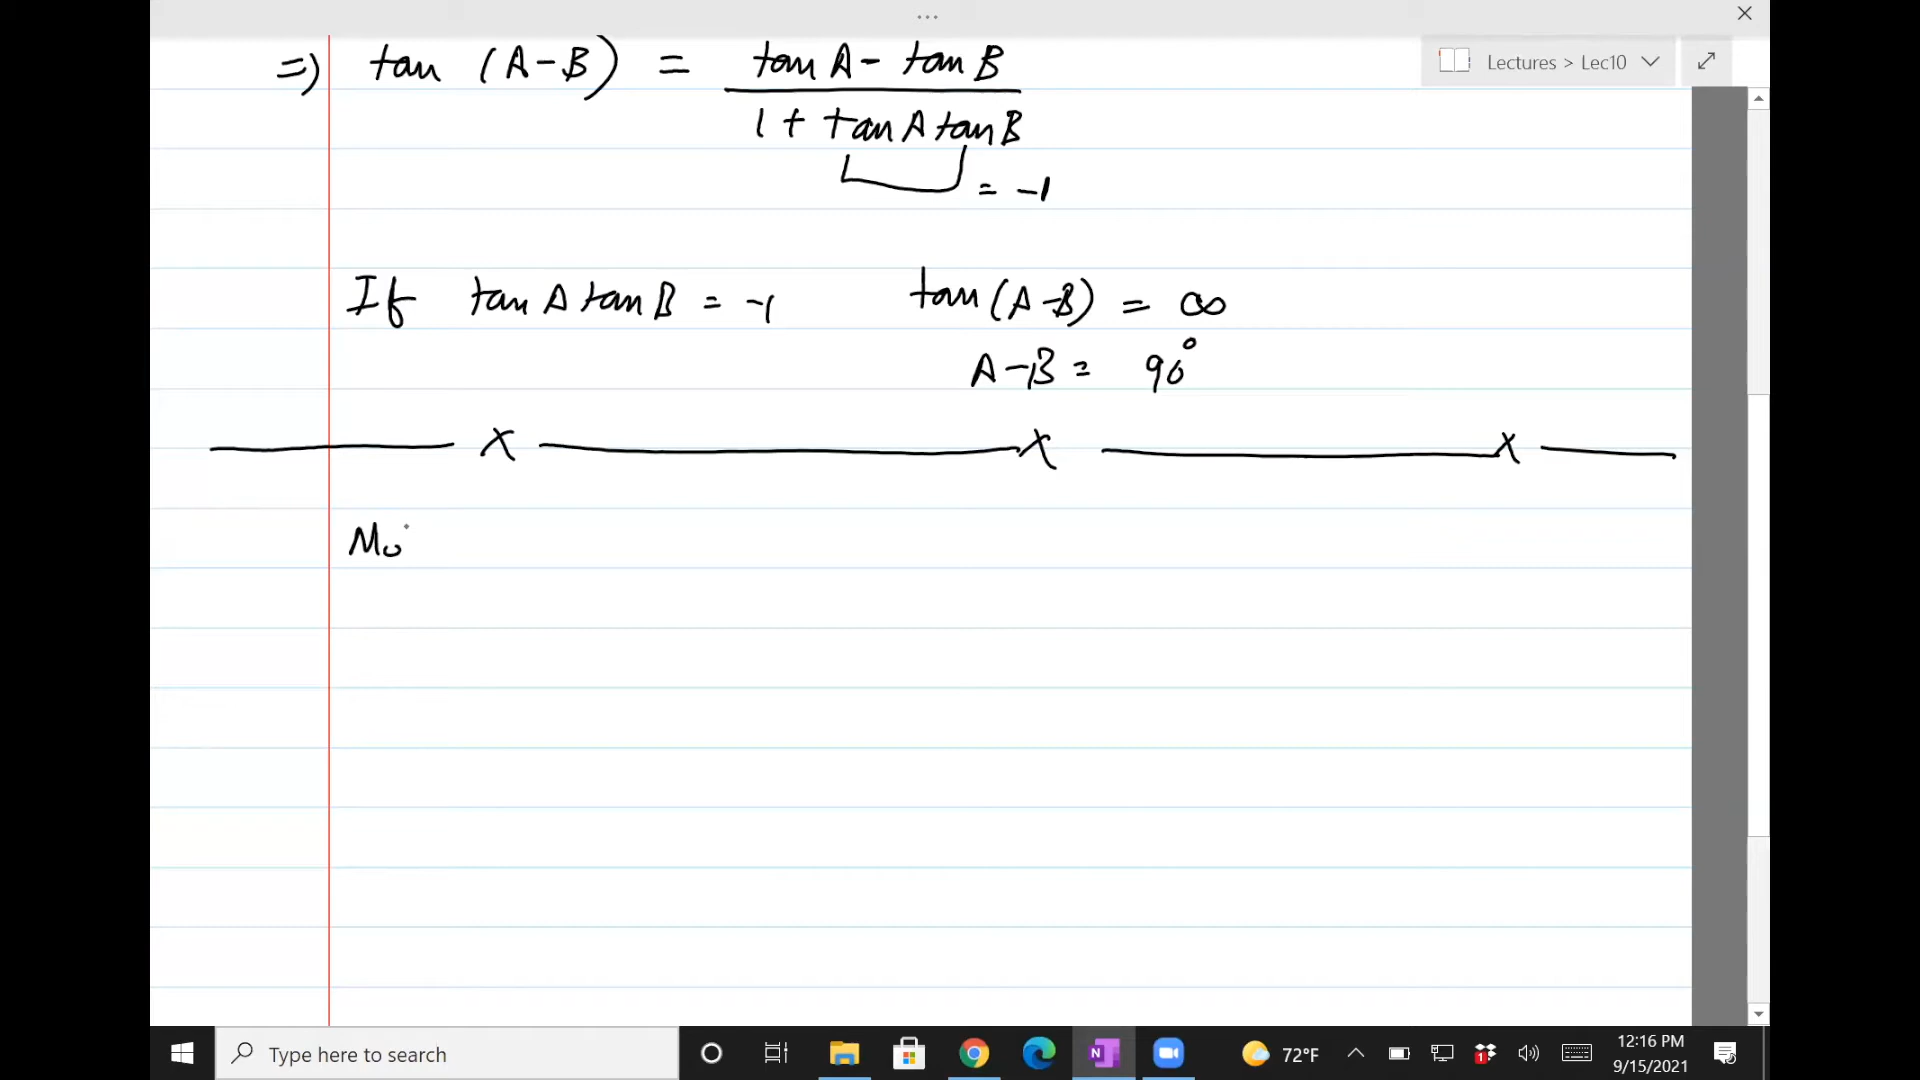 ...
Lectures > Lec10
=> tan (A-B) = tan A - tan B
1 + tan A tan B
= -1
If tan A tan B = -1 tan (A-B) = ∞
A-B = 90°
x x x
Mo
Type here to search
1
72°F
12:16 PM
9/15/2021